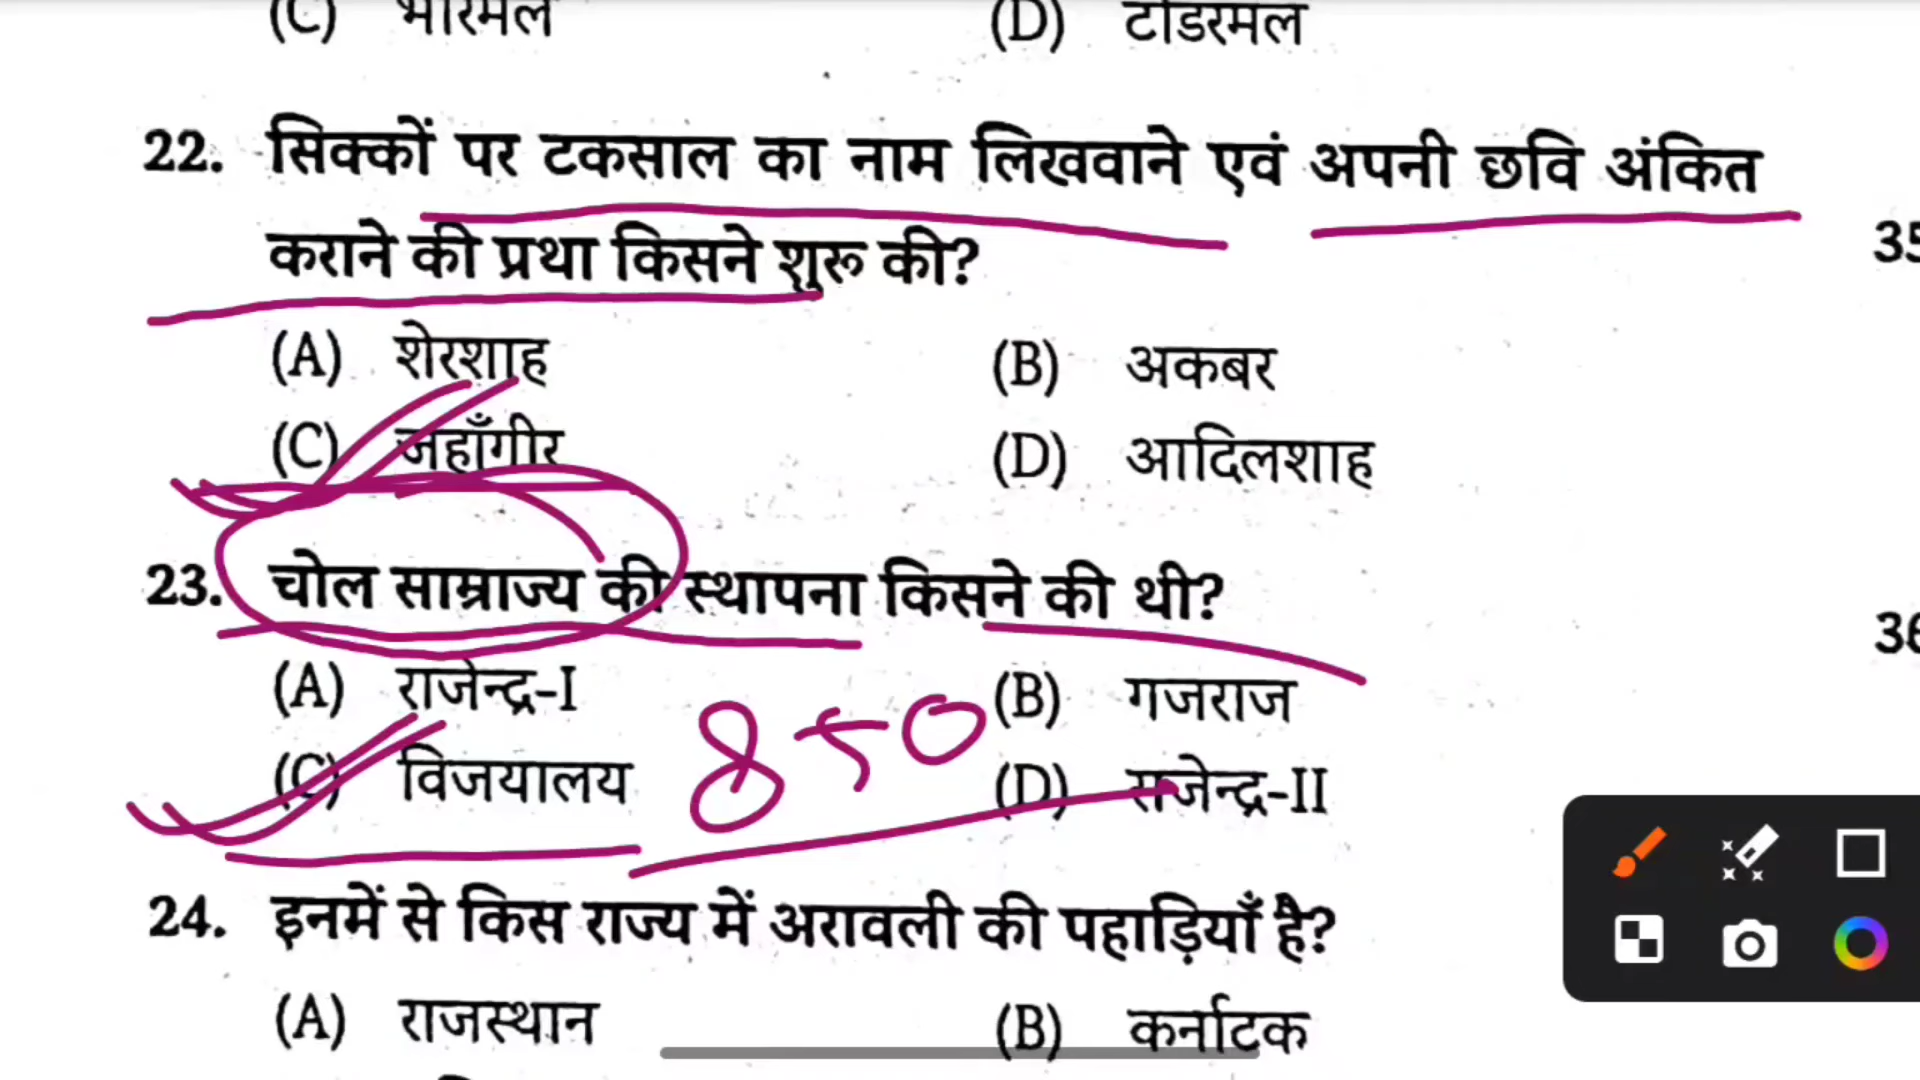 (C) भारमल (D) टोडरमल
22. सिक्कों पर टकसाल का नाम लिखवाने एवं अपनी छवि अंकित
कराने की प्रथा किसने शुरू की?
35
(A) शेरशाह (B) अकबर
(C) जहाँगीर (D) आदिलशाह
23. चोल साम्राज्य की स्थापना किसने की थी?
(A) राजेन्द्र-I (B) गजराज
850
(C) विजयालय (D) राजेन्द्र-II
24. इनमें से किस राज्य में अरावली की पहाड़ियाँ है?
(A) राजस्थान (B) कर्नाटक